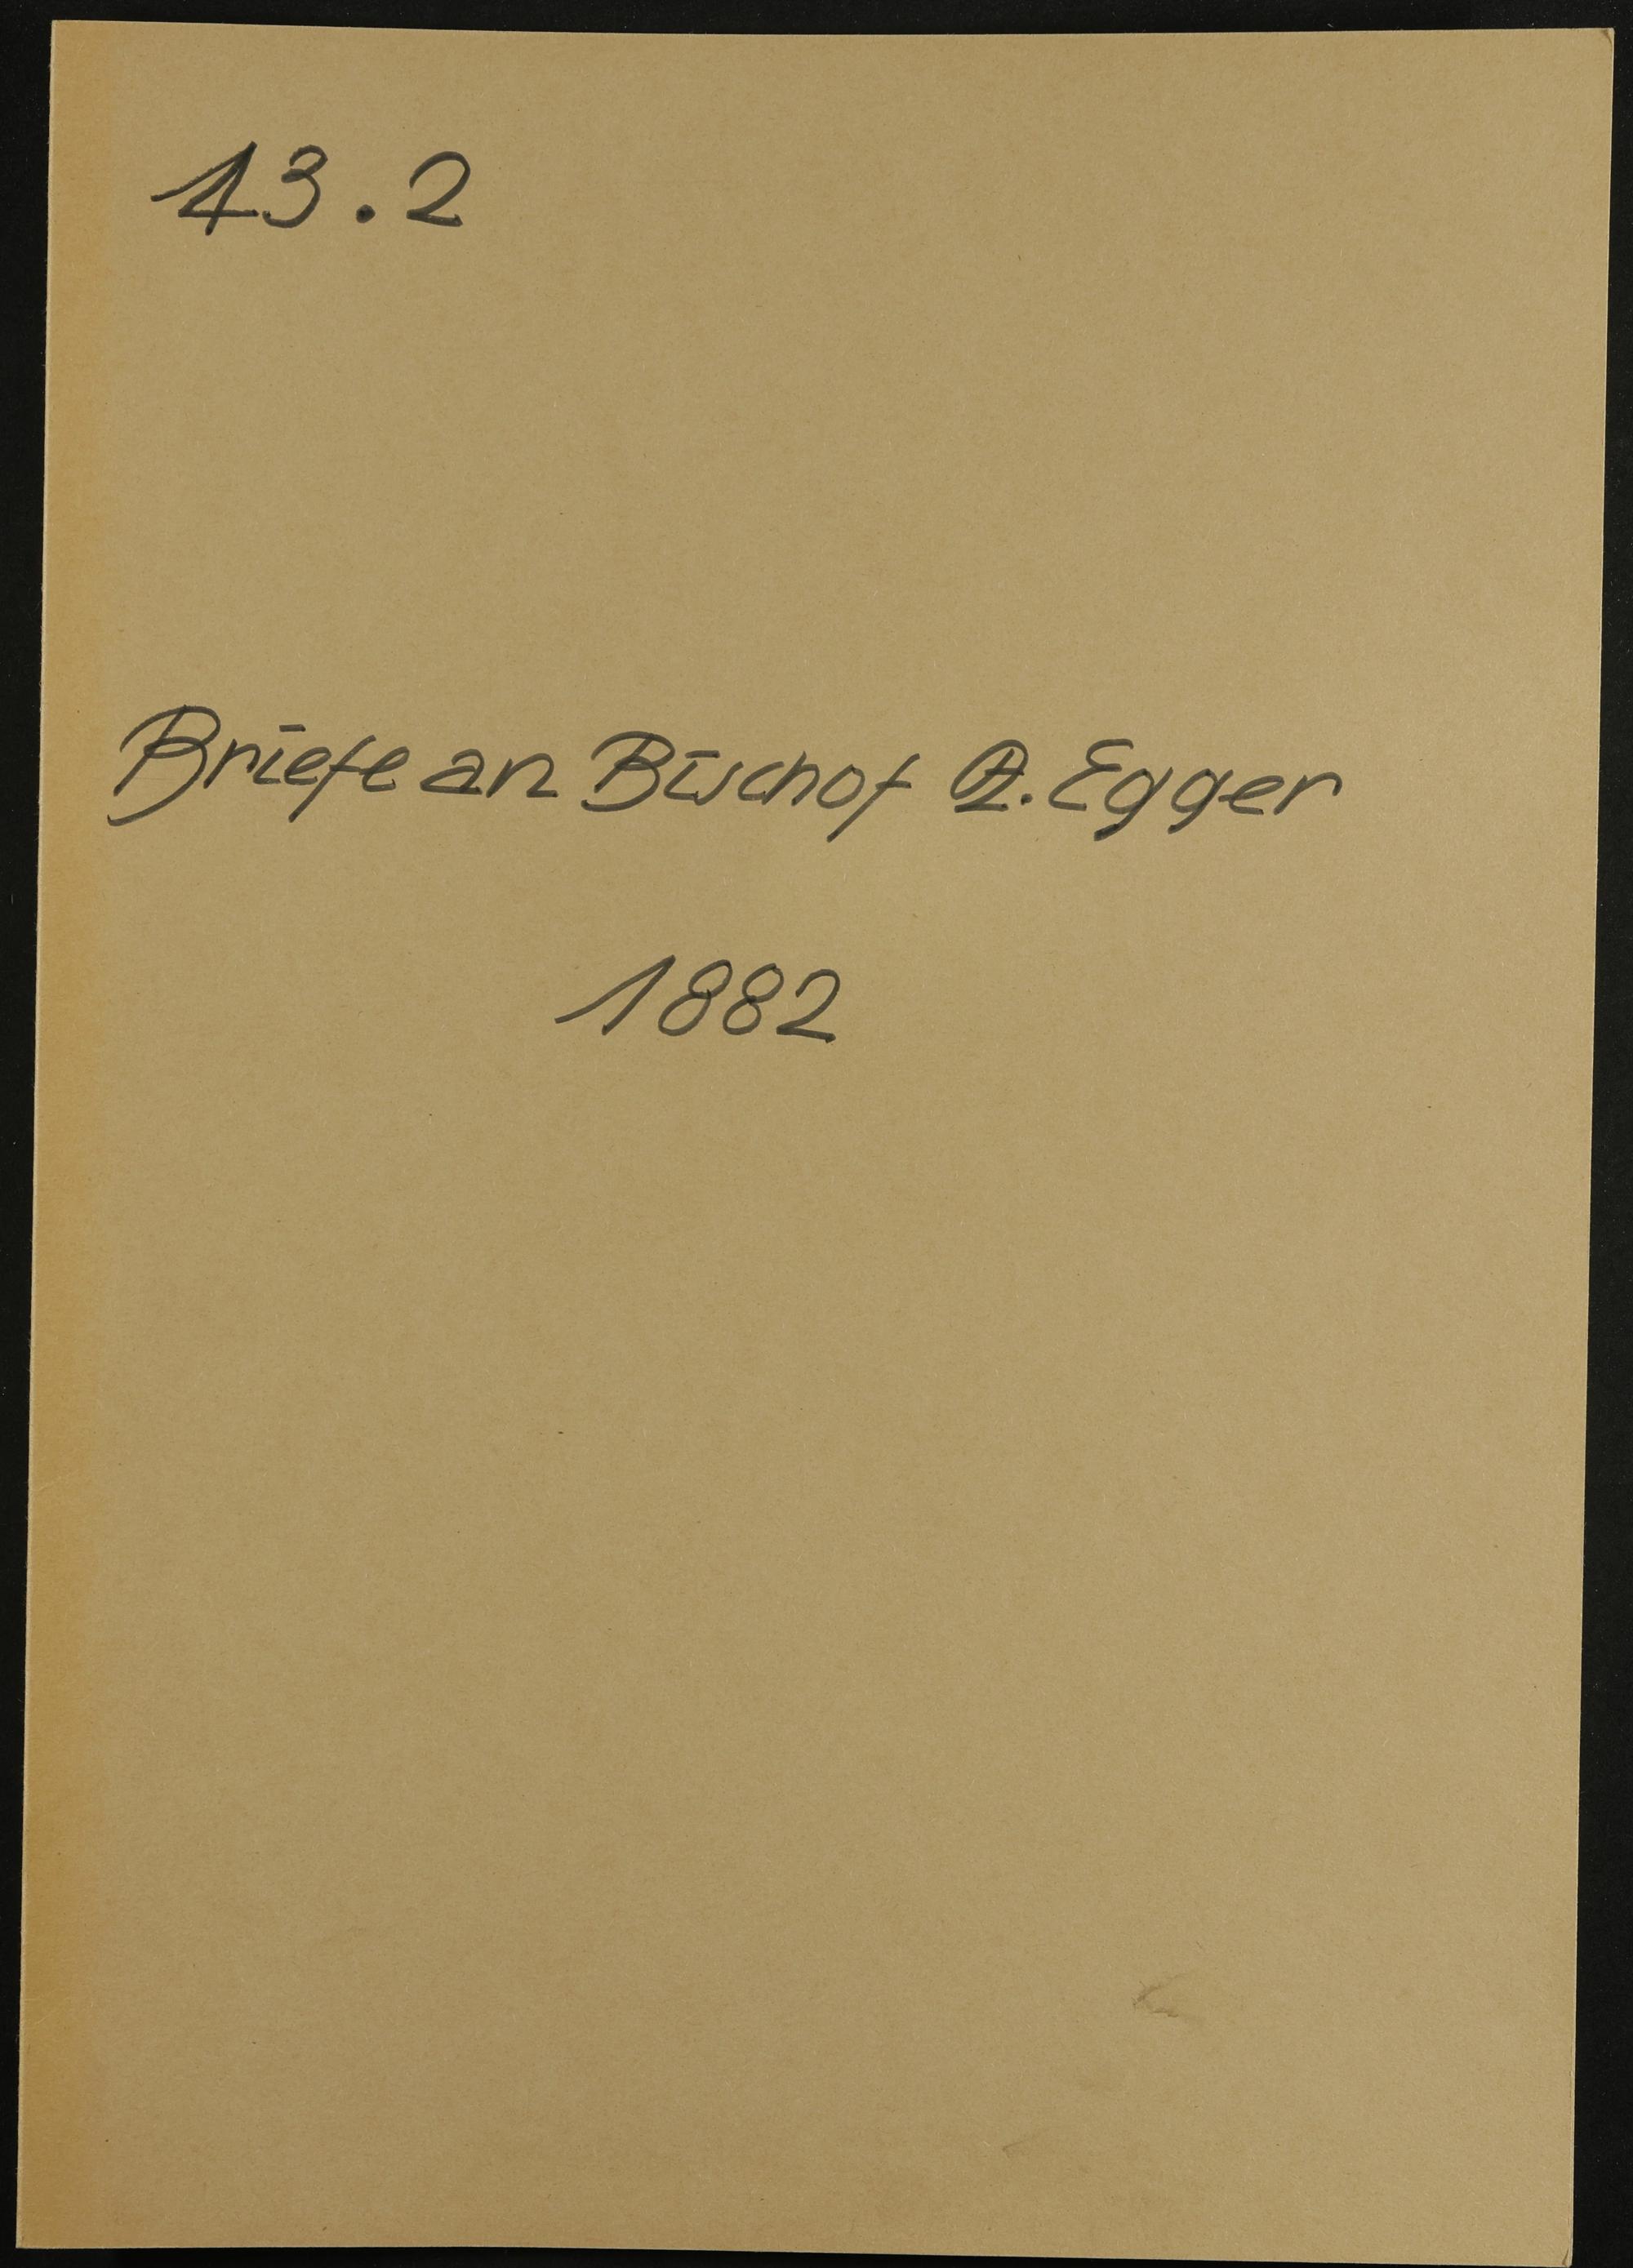 13.2
Briefe an Bischof A. Egger
1882